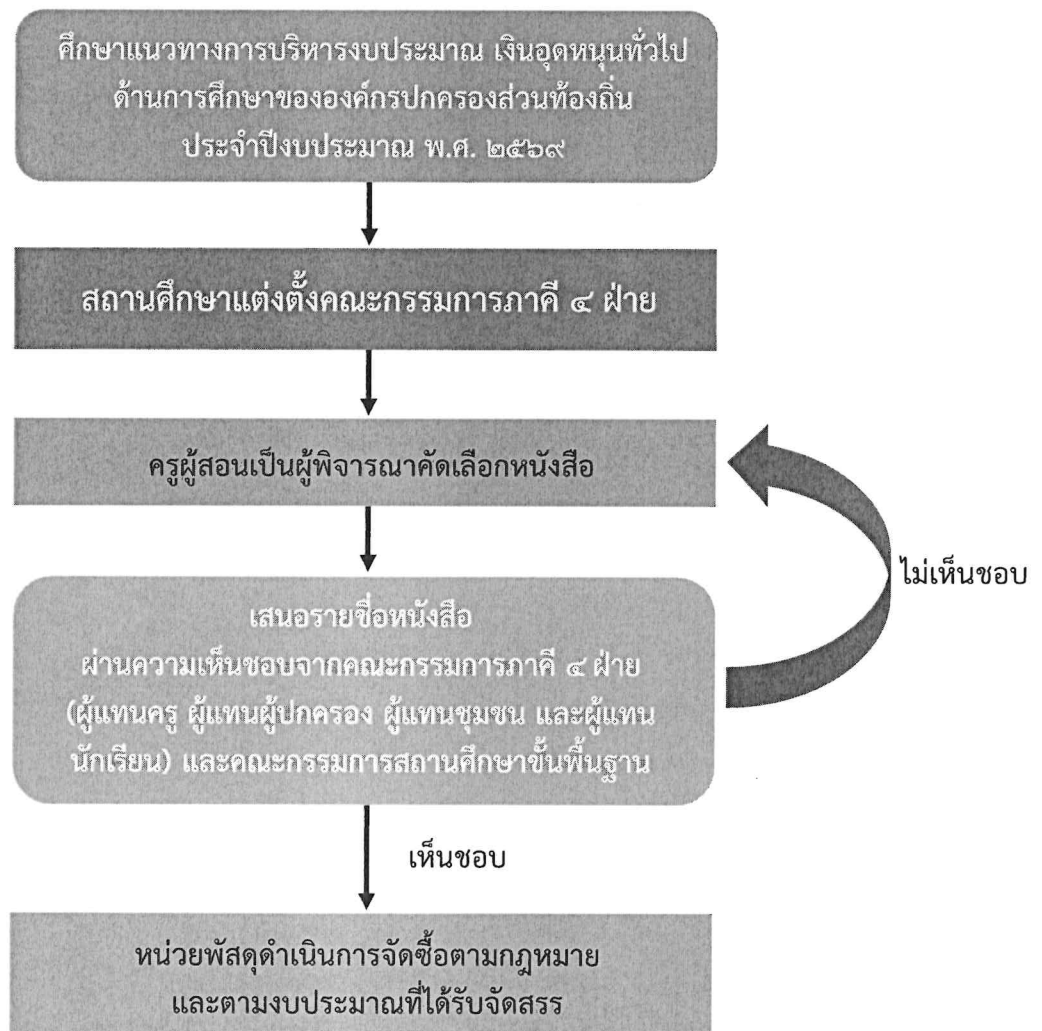 ศึกษาแนวทางการบริหารงบประมาณ เงินอุดหนุนทั่วไป
ด้านการศึกษาขององค์กรปกครองส่วนท้องถิ่น
ประจำปีงบประมาณ พ.ศ. ๒๕๖๙
สถานศึกษาแต่งตั้งคณะกรรมการภาคี ๔ ฝ่าย
ครูผู้สอนเป็นผู้พิจารณาคัดเลือกหนังสือ
ไม่เห็นชอบ
เสนอรายชื่อหนังสือ
ผ่านความเห็นชอบจากคณะกรรมการภาคี ๔ ฝ่าย
(ผู้แทนครู ผู้แทนผู้ปกครอง ผู้แทนชุมชน และผู้แทน
นักเรียน) และคณะกรรมการสถานศึกษาขั้นพื้นฐาน
เห็นชอบ
หน่วยพัสดุดำเนินการจัดซื้อตามกฎหมาย
และตามงบประมาณที่ได้รับจัดสรร